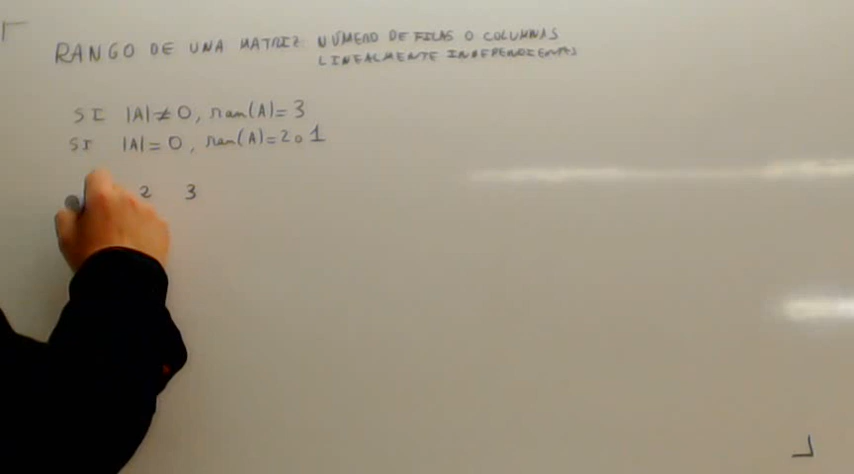 RANGO DE UNA MATRIZ: NÚMERO DE FILAS O COLUMNAS
LINEALMENTE INDEPENDIENTES
SI |A|≠0, ran(A)=3
SI |A|=0, ran(A)=2 o 1
2 3